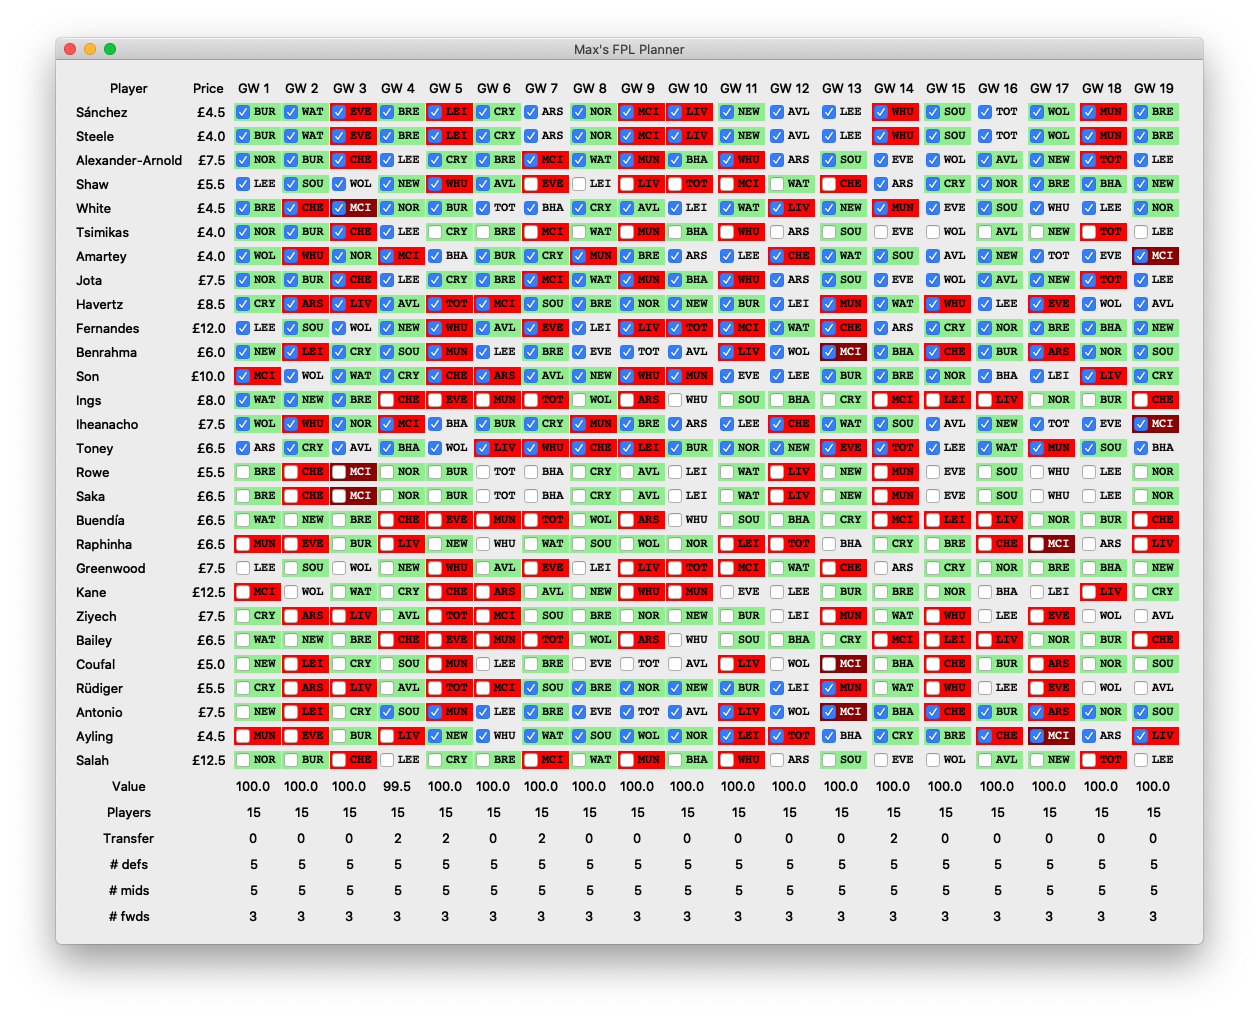 Max's FPL Planner
Player Price GW 1 GW 2 GW 3 GW 4 GW 5 GW 6 GW 7 GW 8 GW 9 GW 10 GW 11 GW 12 GW 13 GW 14 GW 15 GW 16 GW 17 GW 18 GW 19
Sánchez £4.5 BUR WAT EVE BRE LEI CRY ARS NOR MCI LIV NEW AVL LEE WHU SOU TOT WOL MUN BRE
Steele £4.0 BUR WAT EVE BRE LEI CRY ARS NOR MCI LIV NEW AVL LEE WHU SOU TOT WOL MUN BRE
Alexander-Arnold £7.5 NOR BUR CHE LEE CRY BRE MCI WAT MUN BHA WHU ARS SOU EVE WOL AVL NEW TOT LEE
Shaw £5.5 LEE SOU WOL NEW WHU AVL EVE LEI LIV TOT MCI WAT CHE ARS CRY NOR BRE BHA NEW
White £4.5 BRE CHE MCI NOR BUR TOT BHA CRY AVL LEI WAT LIV NEW MUN EVE SOU WHU LEE NOR
Tsimikas £4.0 NOR BUR CHE LEE CRY BRE MCI WAT MUN BHA WHU ARS SOU EVE WOL AVL NEW TOT LEE
Amartey £4.0 WOL WHU NOR MCI BHA BUR CRY MUN BRE ARS LEE CHE WAT SOU AVL NEW TOT EVE MCI
Jota £7.5 NOR BUR CHE LEE CRY BRE MCI WAT MUN BHA WHU ARS SOU EVE WOL AVL NEW TOT LEE
Havertz £8.5 CRY ARS LIV AVL TOT MCI SOU BRE NOR NEW BUR LEI MUN WAT WHU LEE EVE WOL AVL
Fernandes £12.0 LEE SOU WOL NEW WHU AVL EVE LEI LIV TOT MCI WAT CHE ARS CRY NOR BRE BHA NEW
Benrahma £6.0 NEW LEI CRY SOU MUN LEE BRE EVE TOT AVL LIV WOL MCI BHA CHE BUR ARS NOR SOU
Son £10.0 MCI WOL WAT CRY CHE ARS AVL NEW WHU MUN EVE LEE BUR BRE NOR BHA LEI LIV CRY
Ings £8.0 WAT NEW BRE CHE EVE MUN TOT WOL ARS WHU SOU BHA CRY MCI LEI LIV NOR BUR CHE
Iheanacho £7.5 WOL WHU NOR MCI BHA BUR CRY MUN BRE ARS LEE CHE WAT SOU AVL NEW TOT EVE MCI
Toney £6.5 ARS CRY AVL BHA WOL LIV WHU CHE LEI BUR NOR NEW EVE TOT LEE WAT MUN SOU BHA
Rowe £5.5 BRE CHE MCI NOR BUR TOT BHA CRY AVL LEI WAT LIV NEW MUN EVE SOU WHU LEE NOR
Saka £6.5 BRE CHE MCI NOR BUR TOT BHA CRY AVL LEI WAT LIV NEW MUN EVE SOU WHU LEE NOR
Buendía £6.5 WAT NEW BRE CHE EVE MUN TOT WOL ARS WHU SOU BHA CRY MCI LEI LIV NOR BUR CHE
Raphinha £6.5 MUN EVE BUR LIV NEW WHU WAT SOU WOL NOR LEI TOT BHA CRY BRE CHE MCI ARS LIV
Greenwood £7.5 LEE SOU WOL NEW WHU AVL EVE LEI LIV TOT MCI WAT CHE ARS CRY NOR BRE BHA NEW
Kane £12.5 MCI WOL WAT CRY CHE ARS AVL NEW WHU MUN EVE LEE BUR BRE NOR BHA LEI LIV CRY
Ziyech £7.5 CRY ARS LIV AVL TOT MCI SOU BRE NOR NEW BUR LEI MUN WAT WHU LEE EVE WOL AVL
Bailey £6.5 WAT NEW BRE CHE EVE MUN TOT WOL ARS WHU SOU BHA CRY MCI LEI LIV NOR BUR CHE
Coufal £5.0 NEW LEI CRY SOU MUN LEE BRE EVE TOT AVL LIV WOL MCI BHA CHE BUR ARS NOR SOU
Rüdiger £5.5 CRY ARS LIV AVL TOT MCI SOU BRE NOR NEW BUR LEI MUN WAT WHU LEE EVE WOL AVL
Antonio £7.5 NEW LEI CRY SOU MUN LEE BRE EVE TOT AVL LIV WOL MCI BHA CHE BUR ARS NOR SOU
Ayling £4.5 MUN EVE BUR LIV NEW WHU WAT SOU WOL NOR LEI TOT BHA CRY BRE CHE MCI ARS LIV
Salah £12.5 NOR BUR CHE LEE CRY BRE MCI WAT MUN BHA WHU ARS SOU EVE WOL AVL NEW TOT LEE
Value 100.0 100.0 100.0 99.5 100.0 100.0 100.0 100.0 100.0 100.0 100.0 100.0 100.0 100.0 100.0 100.0 100.0 100.0 100.0
Players 15 15 15 15 15 15 15 15 15 15 15 15 15 15 15 15 15 15 15
Transfer 0 0 0 2 2 0 2 0 0 0 0 0 0 2 0 0 0 0 0
# defs 5 5 5 5 5 5 5 5 5 5 5 5 5 5 5 5 5 5 5
# mids 5 5 5 5 5 5 5 5 5 5 5 5 5 5 5 5 5 5 5
# fwds 3 3 3 3 3 3 3 3 3 3 3 3 3 3 3 3 3 3 3